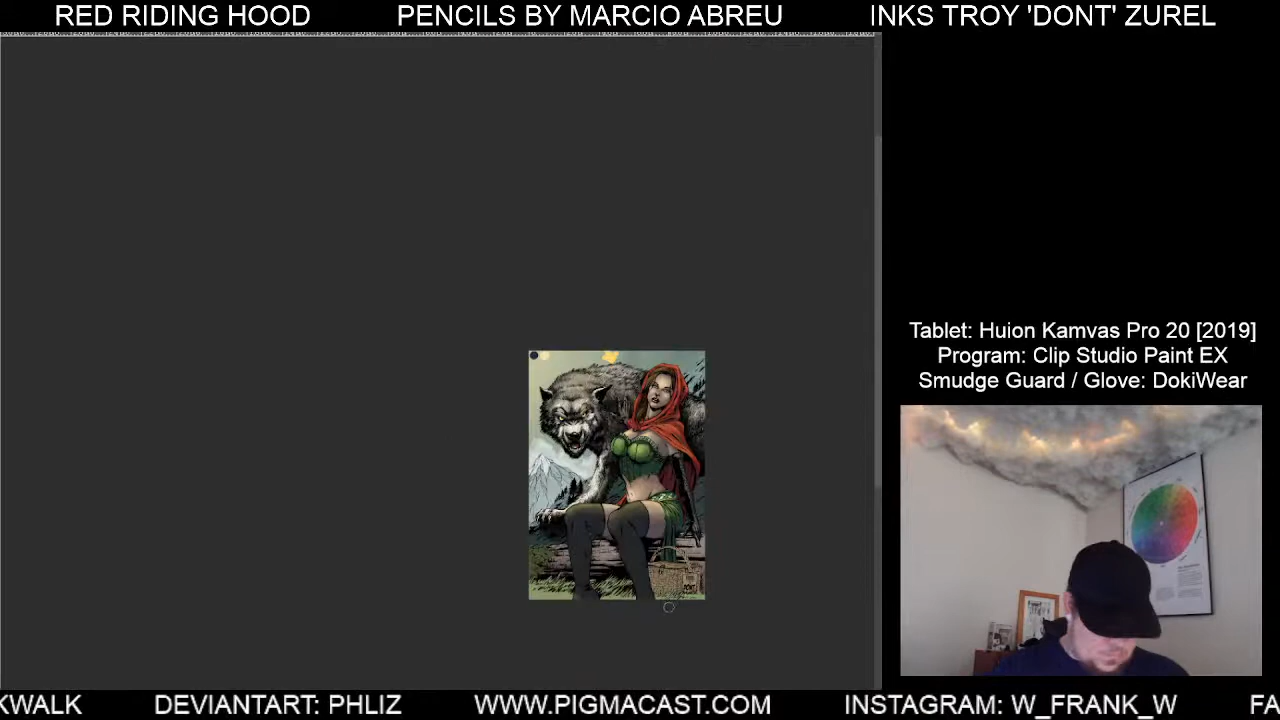 RED RIDING HOOD PENCILS BY MARCIO ABREU INKS TROY 'DONT' ZUREL
Tablet: Huion Kamvas Pro 20 [2019]
Program: Clip Studio Paint EX
Smudge Guard / Glove: DokiWear
KWALK DEVIANTART: PHLIZ WWW.PIGMACAST.COM INSTAGRAM: W_FRANK_W FA